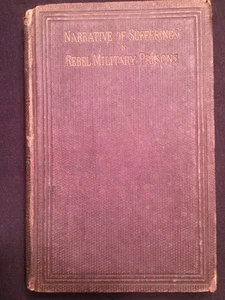 NARRATIVE OF SUFFERINGS
IN
REBEL MILITARY PRISONS